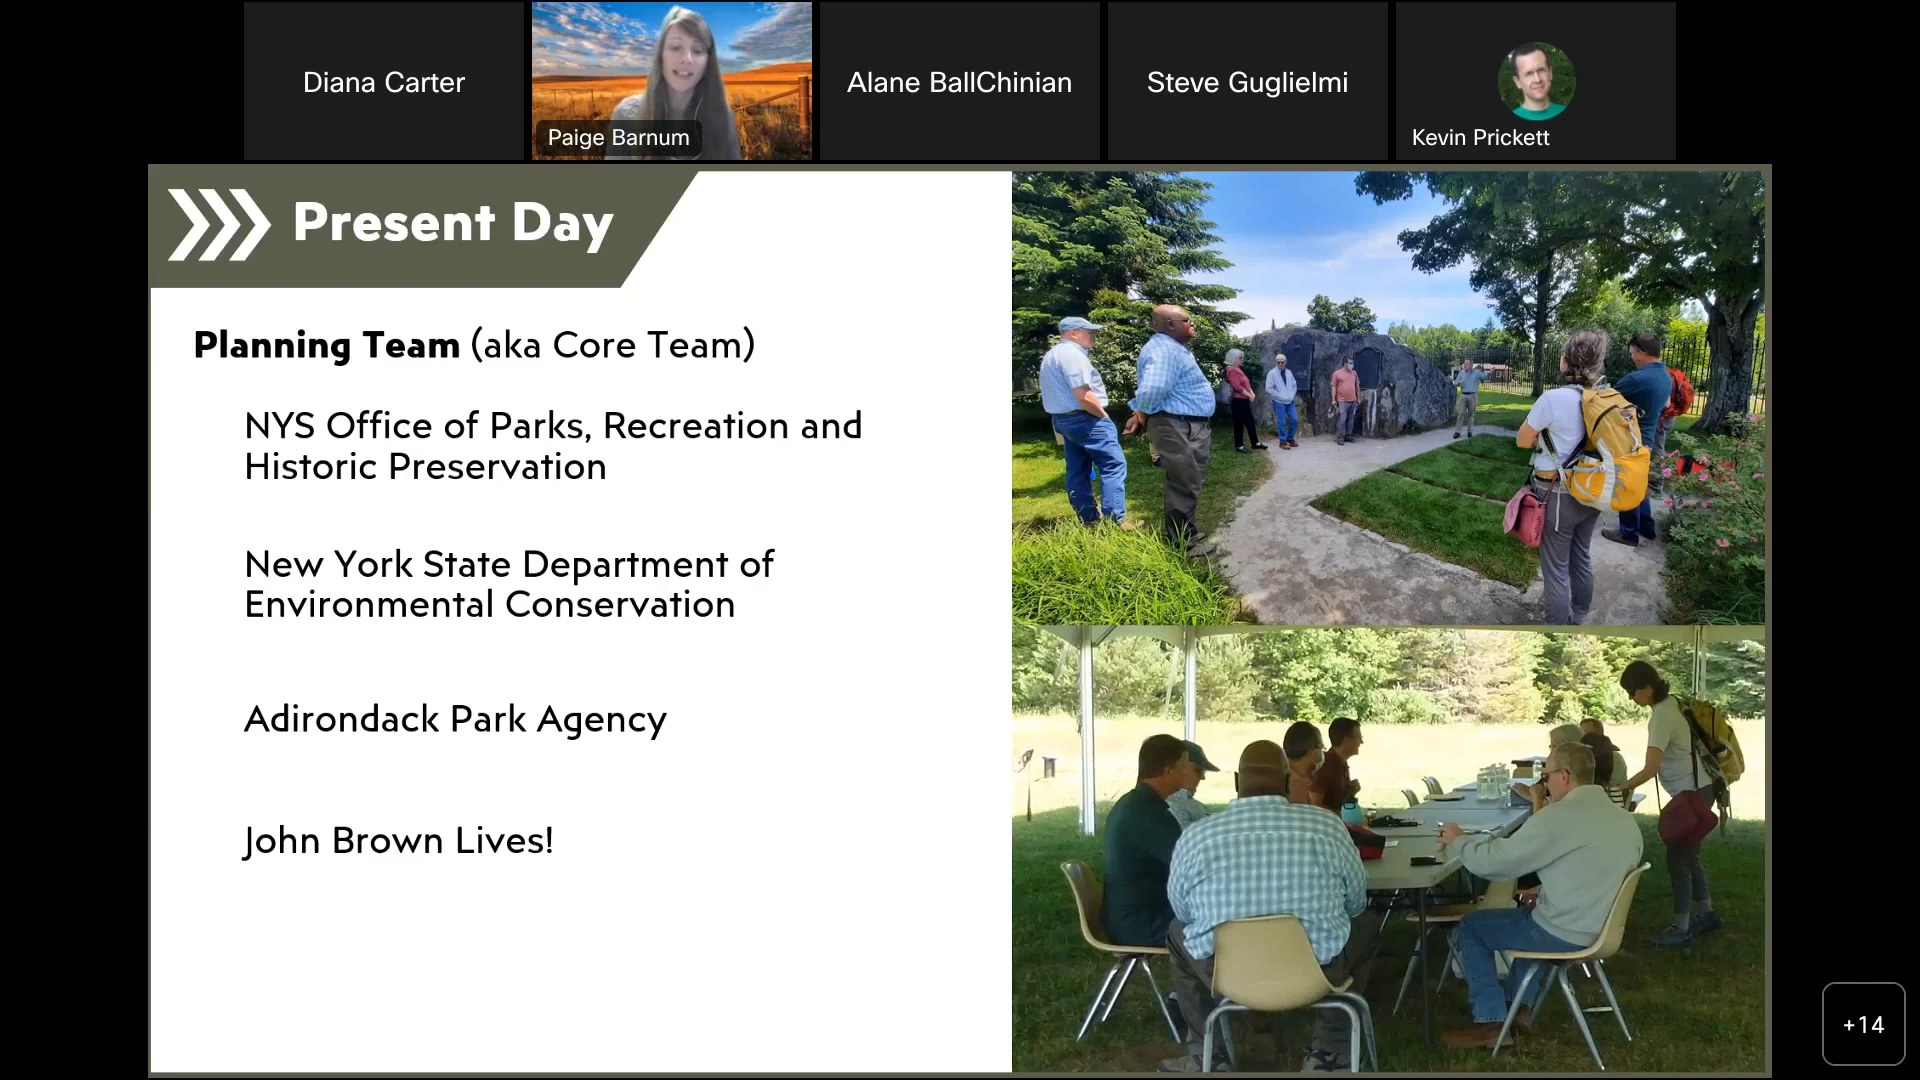 Diana Carter
Paige Barnum
Alane BallChinian
Steve Guglielmi
Kevin Prickett
Present Day
Planning Team (aka Core Team)
NYS Office of Parks, Recreation and
Historic Preservation
New York State Department of
Environmental Conservation
Adirondack Park Agency
John Brown Lives!
+14